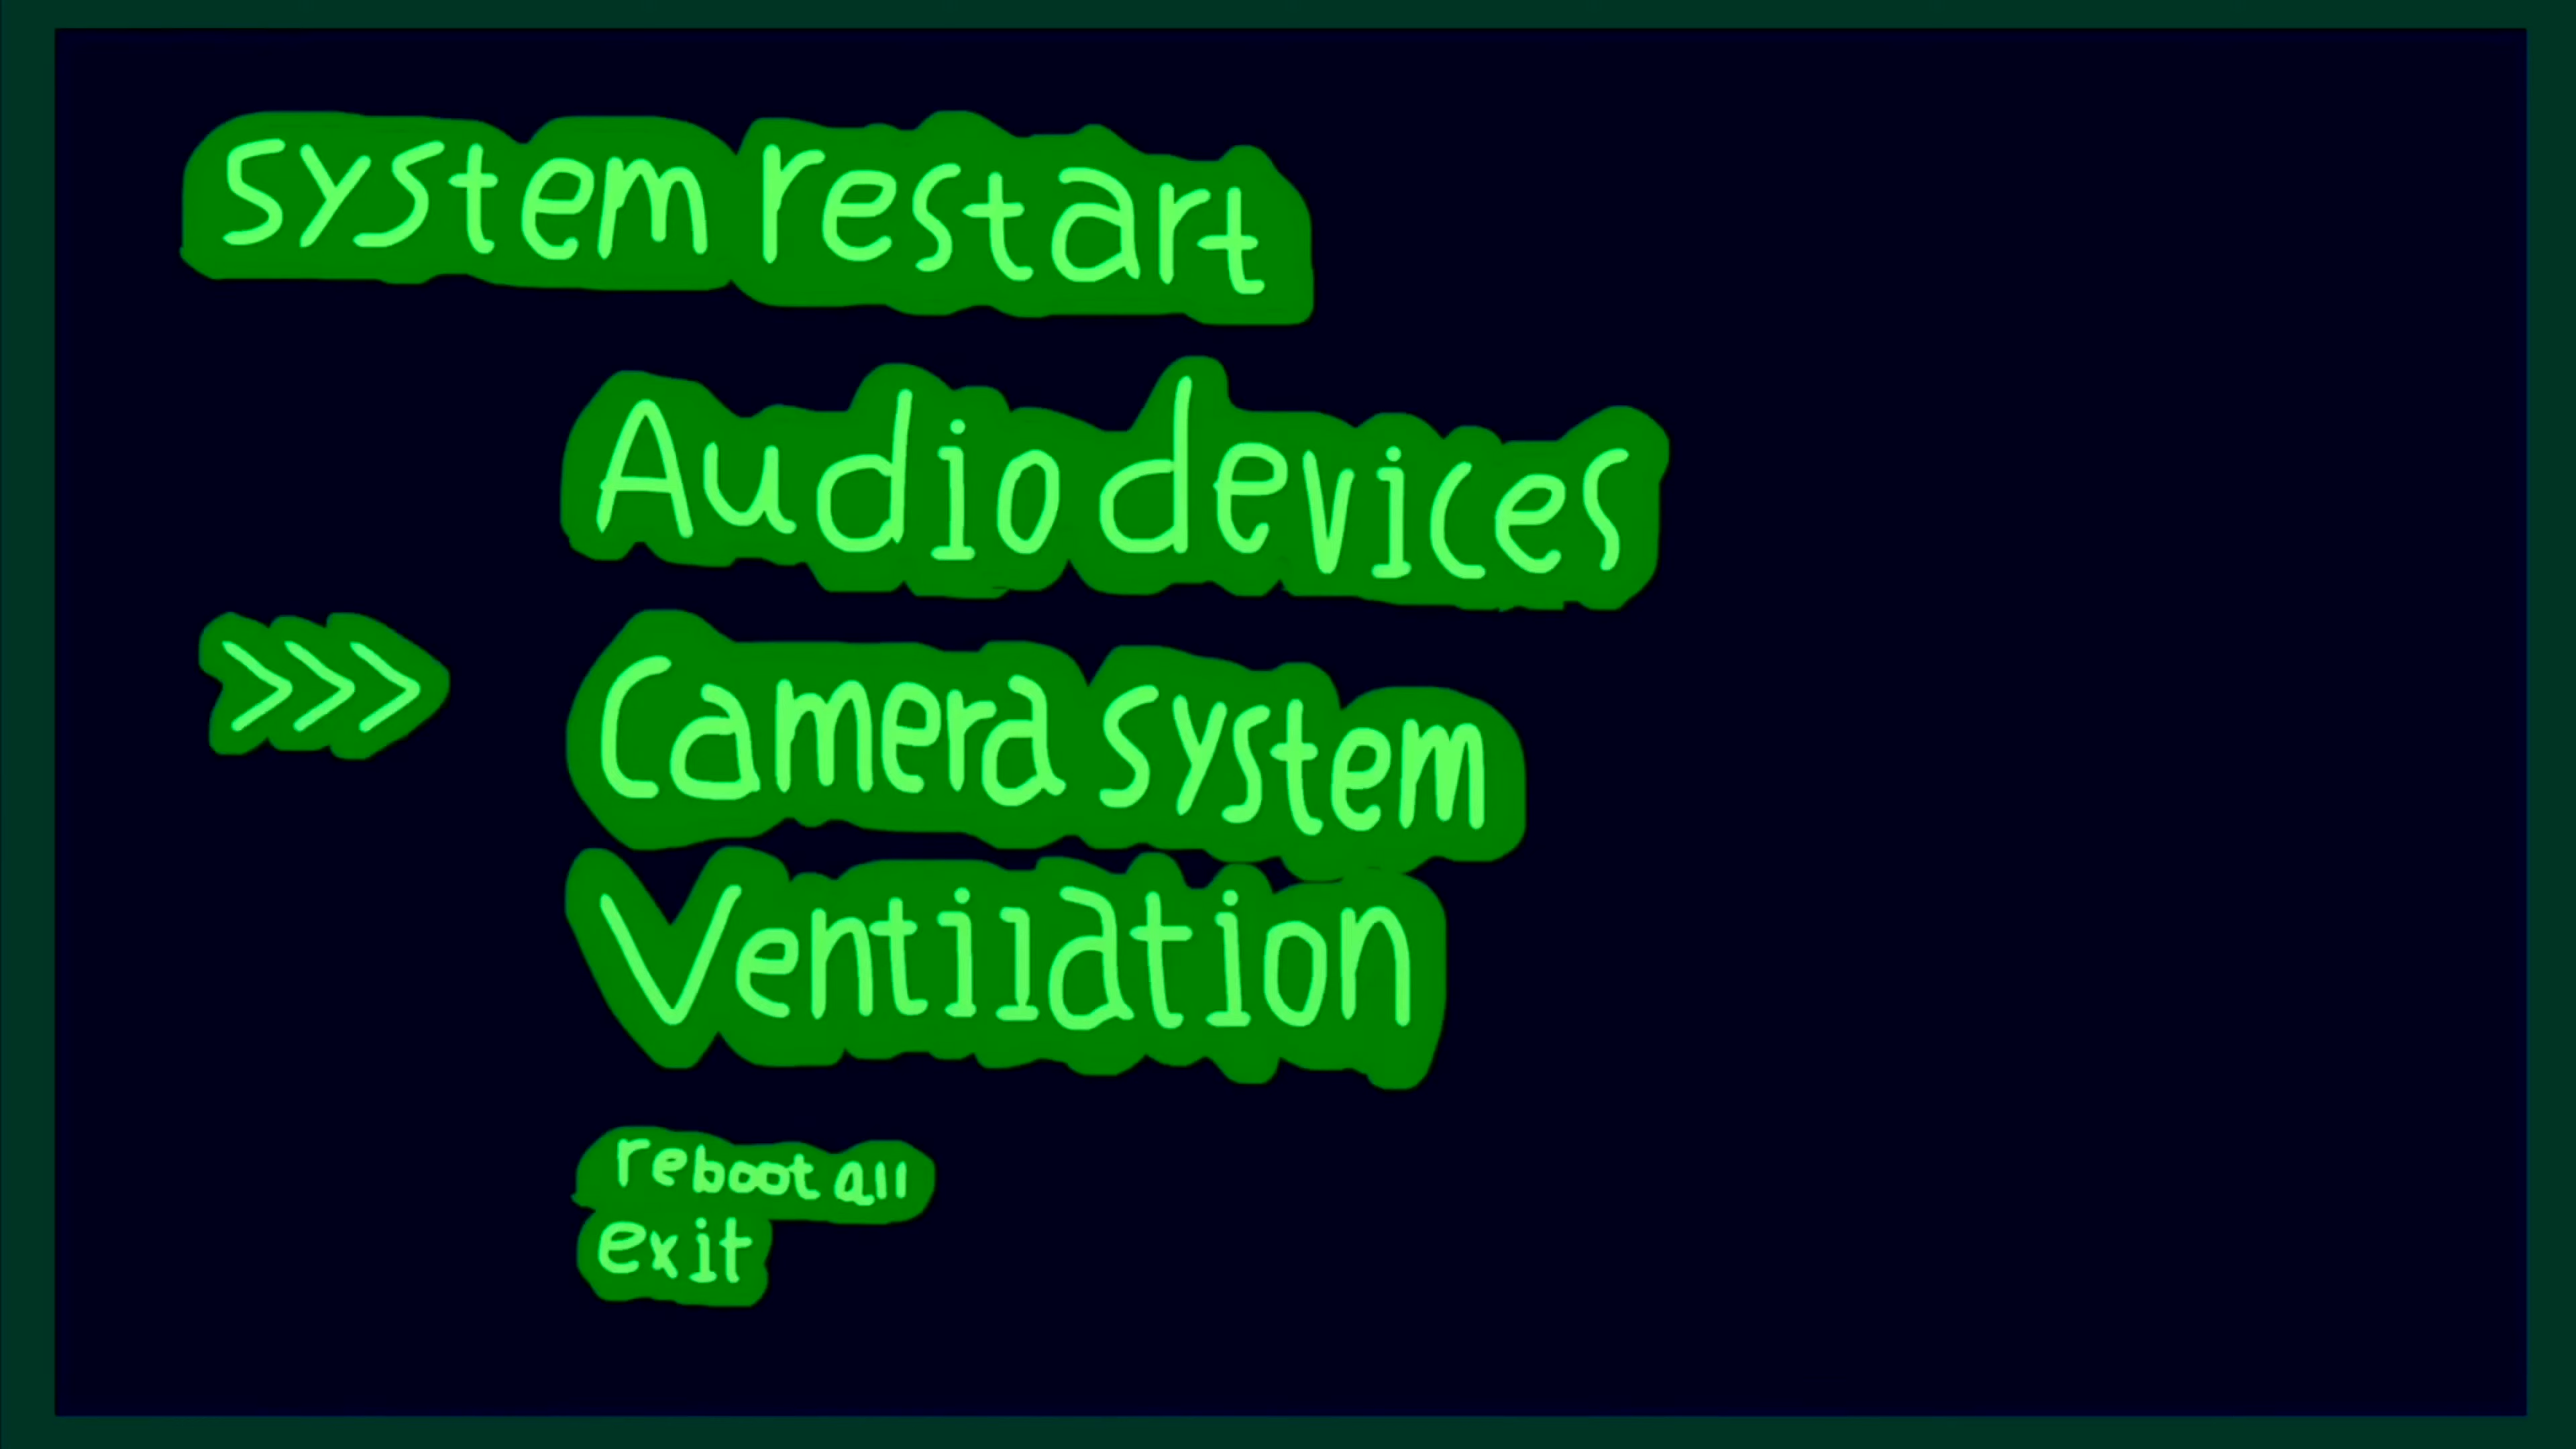 system restart
Audio devices
>>> Camera system
Ventilation
reboot all
exit